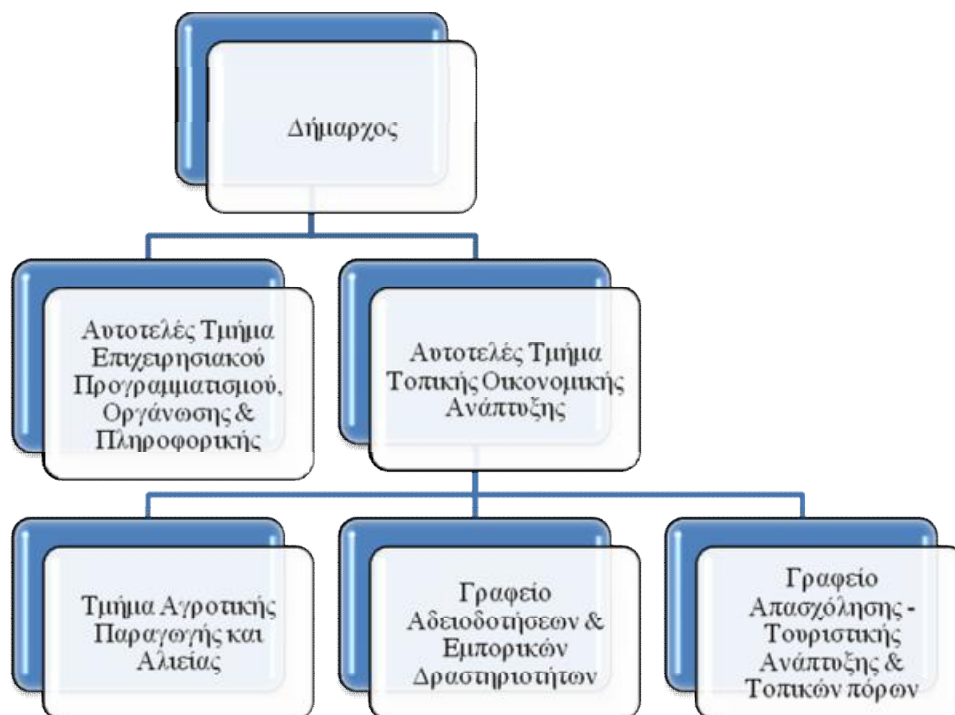 Δήμαρχος
Αυτοτελές Τμήμα
Επιχειρησιακού
Προγραμματισμού,
Οργάνωσης &
Πληροφορικής
Αυτοτελές Τμήμα
Τοπικής Οικονομικής
Ανάπτυξης
Τμήμα Αγροτικής
Παραγωγής και
Αλιείας
Γραφείο
Αδειοδοτήσεων &
Εμπορικών
Δραστηριοτήτων
Γραφείο
Απασχόλησης -
Τουριστικής
Ανάπτυξης &
Τοπικών πόρων